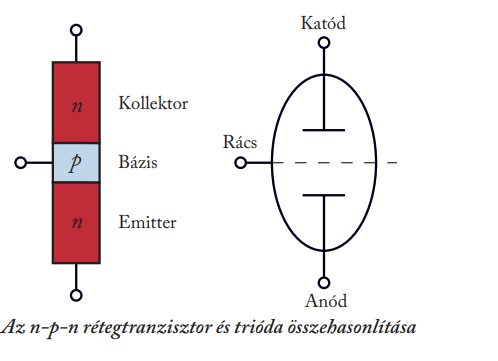 Katód
n
Kollektor
Rács
p
Bázis
n
Emitter
Anód
Az n-p-n rétegtranzisztor és trióda összehasonlítása